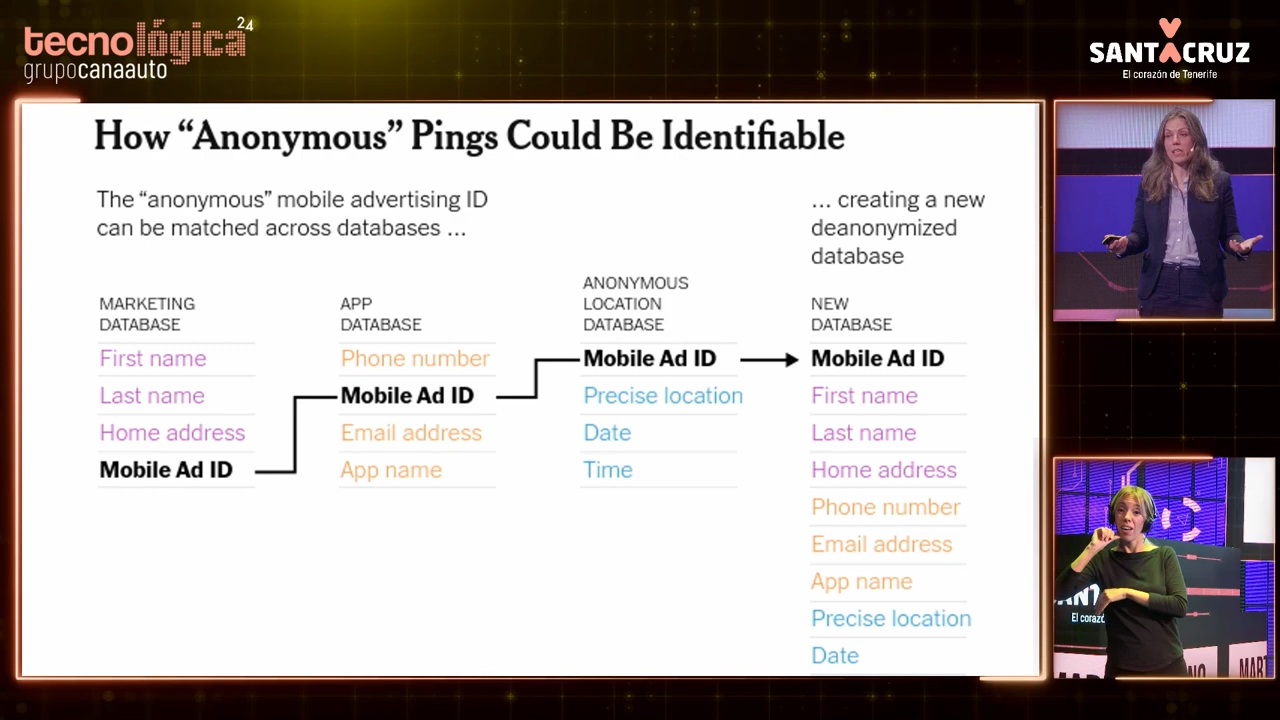 tecnológica24
grupocanaauto
SANTACRUZ
El corazón de Tenerife
How “Anonymous” Pings Could Be Identifiable
The “anonymous” mobile advertising ID
can be matched across databases ...
... creating a new
deanonymized
database
MARKETING
DATABASE
First name
Last name
Home address
Mobile Ad ID
APP
DATABASE
Phone number
Mobile Ad ID
Email address
App name
ANONYMOUS
LOCATION
DATABASE
Mobile Ad ID
Precise location
Date
Time
NEW
DATABASE
Mobile Ad ID
First name
Last name
Home address
Phone number
Email address
App name
Precise location
Date
El corazó